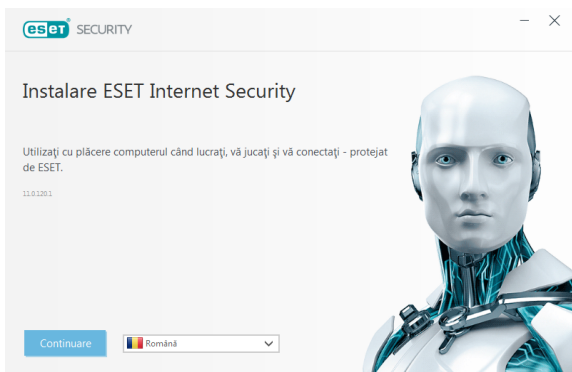 eset SECURITY
Instalare ESET Internet Security
Utilizaţi cu plăcere computerul când lucraţi, vă jucaţi şi vă conectaţi - protejat
de ESET.
11.0.120.1
Continuare
Română